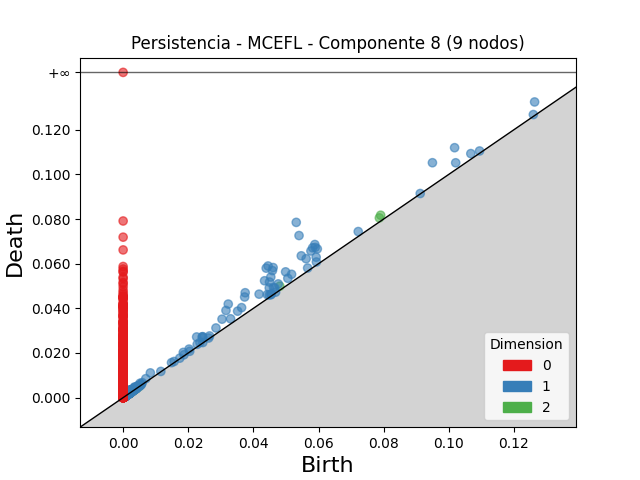 Persistencia - MCEFL - Componente 8 (9 nodos)
+∞
0.120
0.100
0.080
0.060
0.040
0.020
0.000
Death
Dimension
0
1
2
0.00 0.02 0.04 0.06 0.08 0.10 0.12
Birth